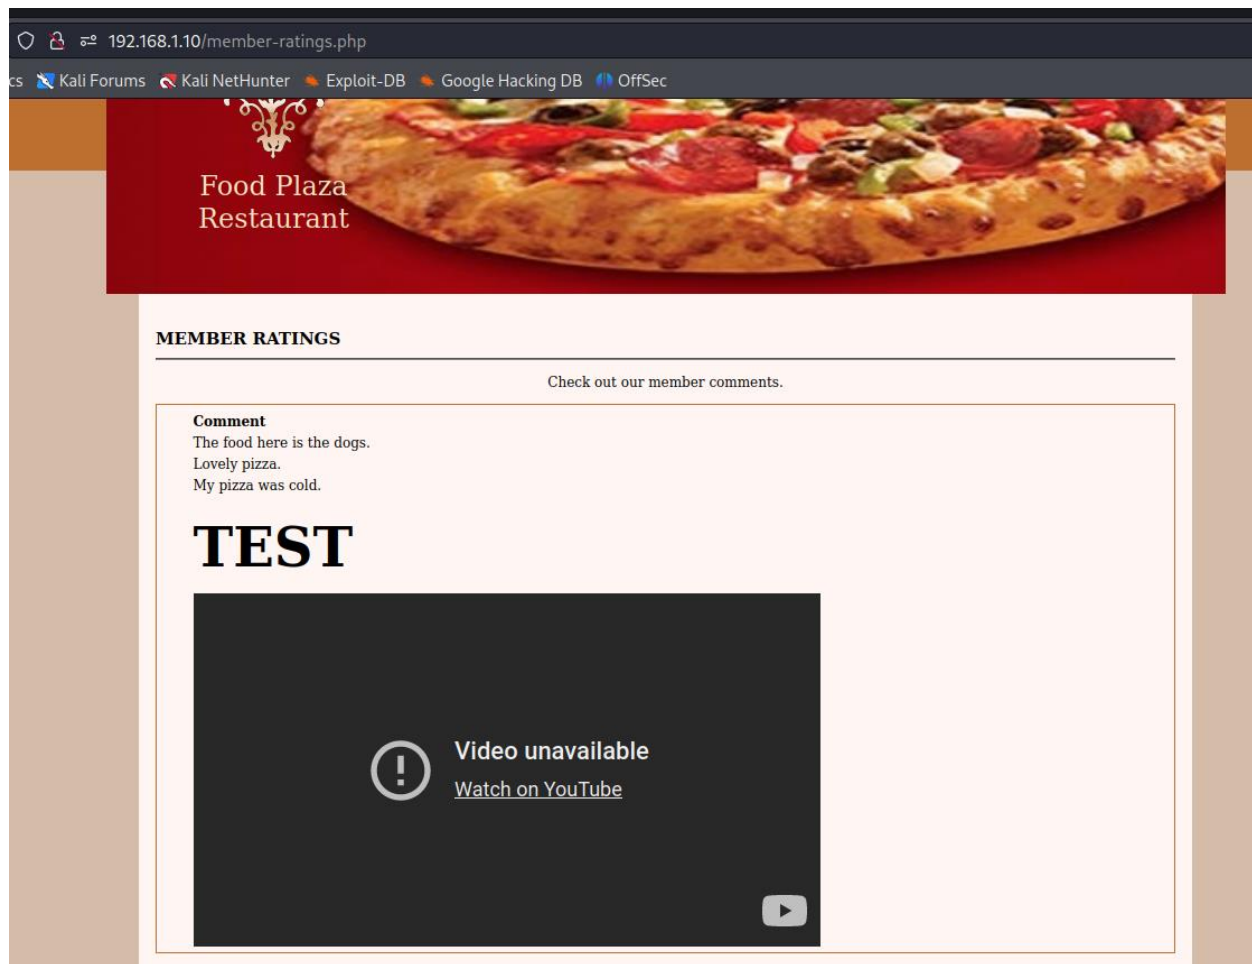 192.168.1.10/member-ratings.php
cs Kali Forums Kali NetHunter Exploit-DB Google Hacking DB OffSec
Food Plaza
Restaurant
MEMBER RATINGS
Check out our member comments.
Comment
The food here is the dogs.
Lovely pizza.
My pizza was cold.
TEST
Video unavailable
Watch on YouTube